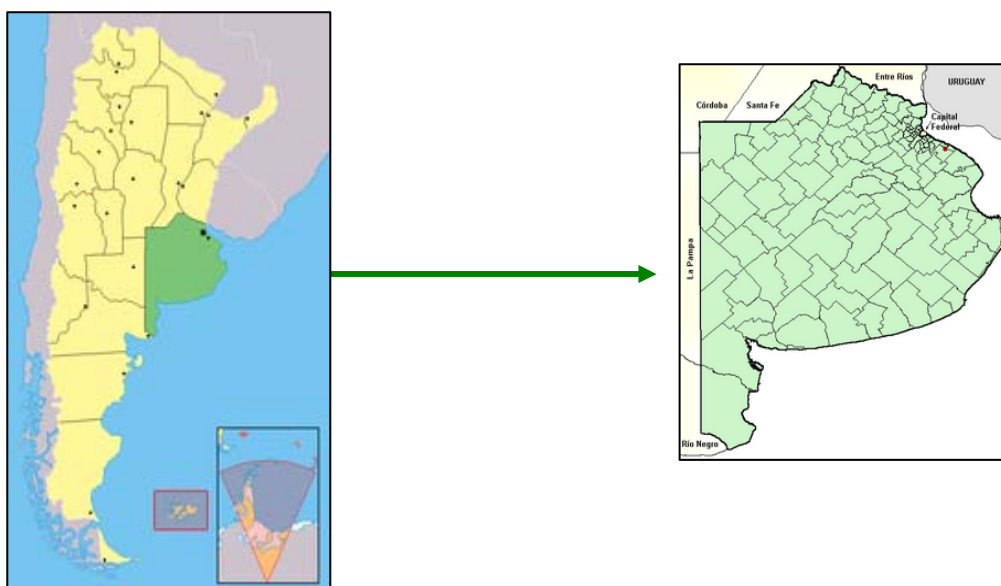 Entre Ríos
URUGUAY
Córdoba
Santa Fe
Capital
Federal
La Pampa
Río Negro